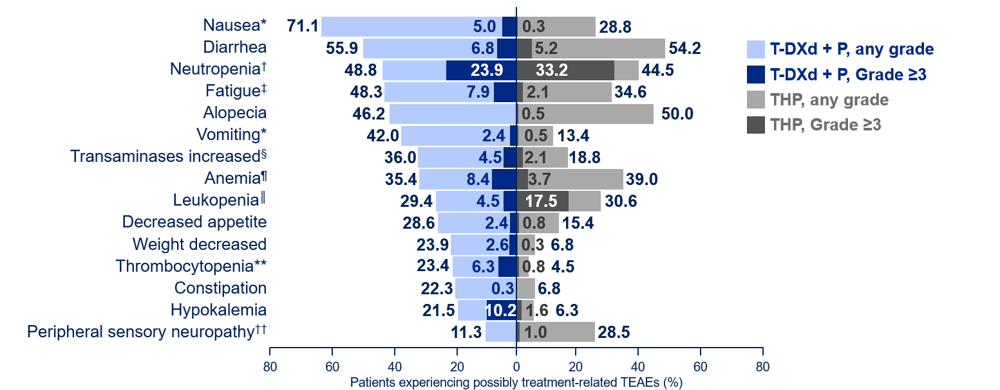 Nausea* 71.1 5.0 0.3 28.8
Diarrhea 55.9 6.8 5.2 54.2
Neutropenia† 48.8 23.9 33.2 44.5
Fatigue‡ 48.3 7.9 2.1 34.6
Alopecia 46.2 0.5 50.0
Vomiting* 42.0 2.4 0.5 13.4
Transaminases increased§ 36.0 4.5 2.1 18.8
Anemia¶ 35.4 8.4 3.7 39.0
Leukopenia‖ 29.4 4.5 17.5 30.6
Decreased appetite 28.6 2.4 0.8 15.4
Weight decreased 23.9 2.6 0.3 6.8
Thrombocytopenia** 23.4 6.3 0.8 4.5
Constipation 22.3 0.3 6.8
Hypokalemia 21.5 10.2 1.6 6.3
Peripheral sensory neuropathy†† 11.3 1.0 28.5
80 60 40 20 0 20 40 60 80
Patients experiencing possibly treatment-related TEAEs (%)
T-DXd + P, any grade
T-DXd + P, Grade ≥3
THP, any grade
THP, Grade ≥3